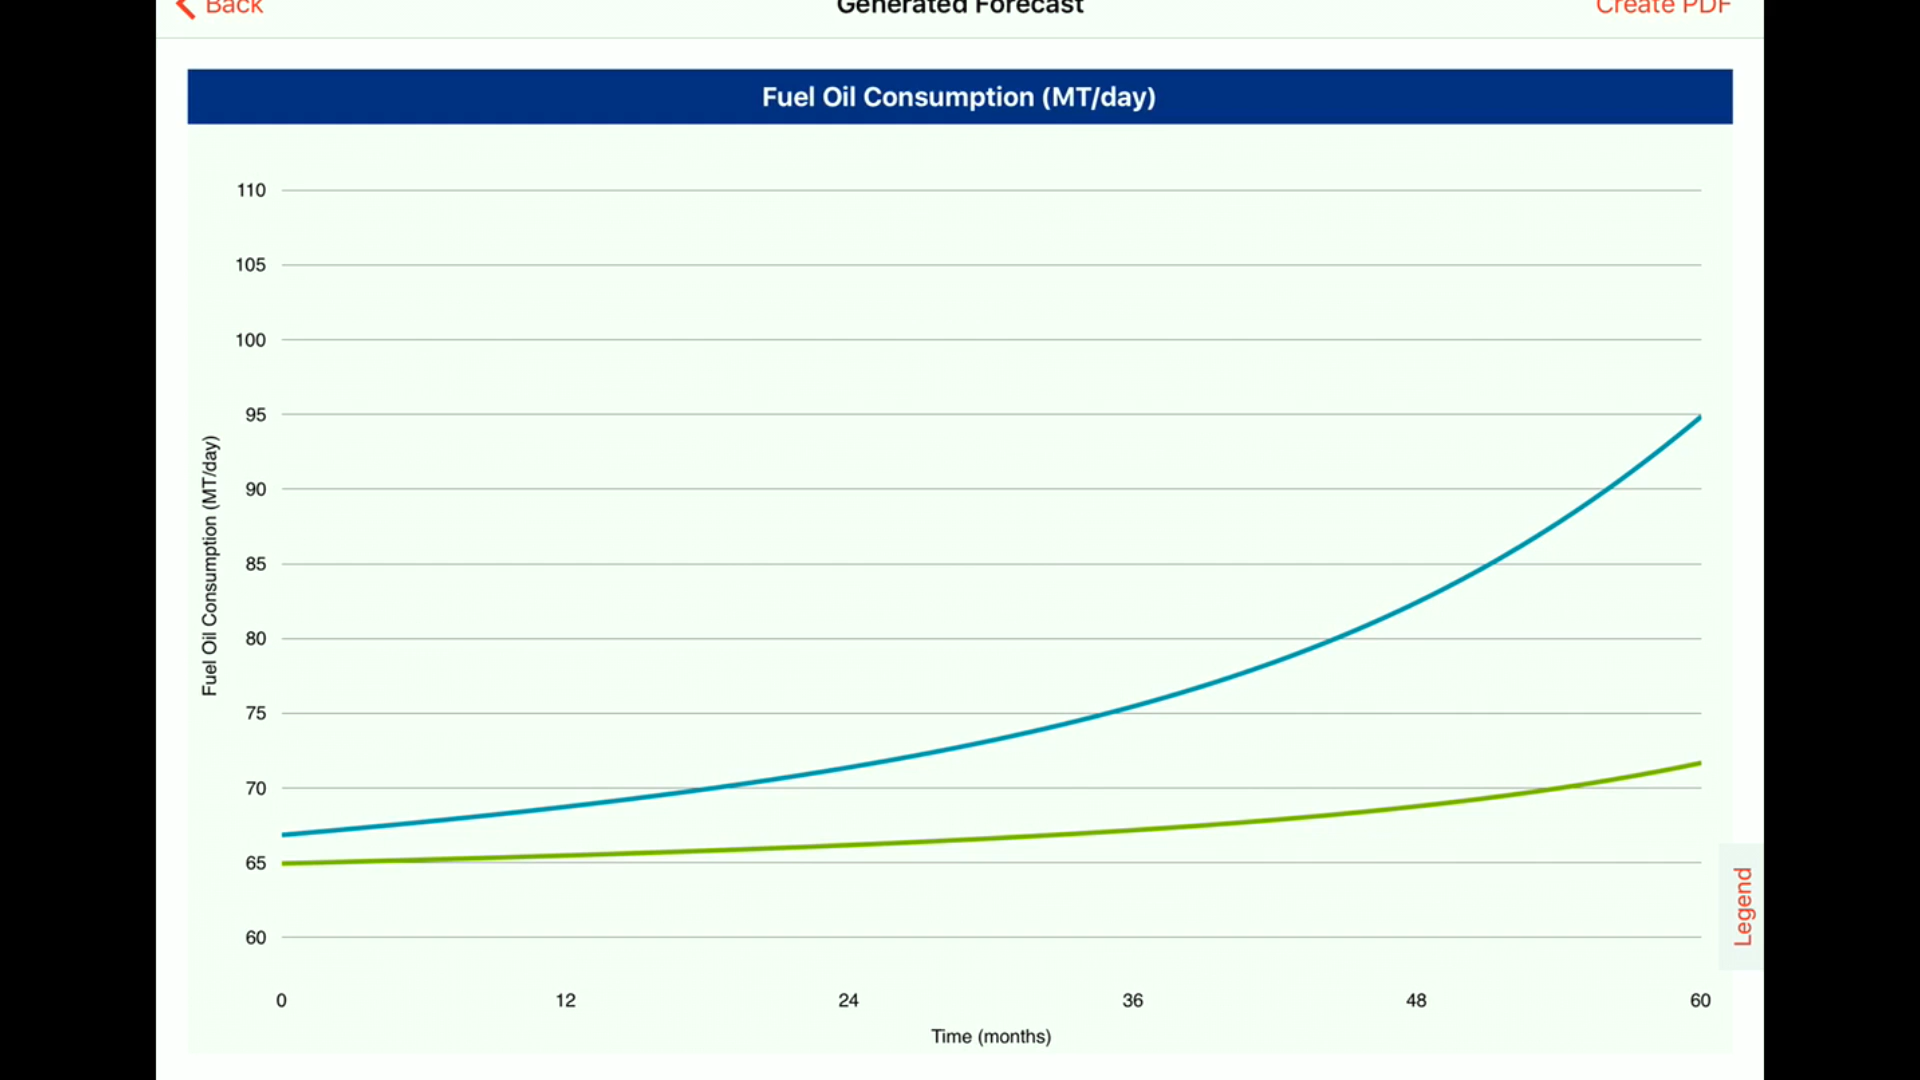 Back
Generated Forecast
Create PDF
Fuel Oil Consumption (MT/day)
110
105
100
95
90
85
80
75
70
65
60
Fuel Oil Consumption (MT/day)
0
12
24
36
48
60
Time (months)
Legend